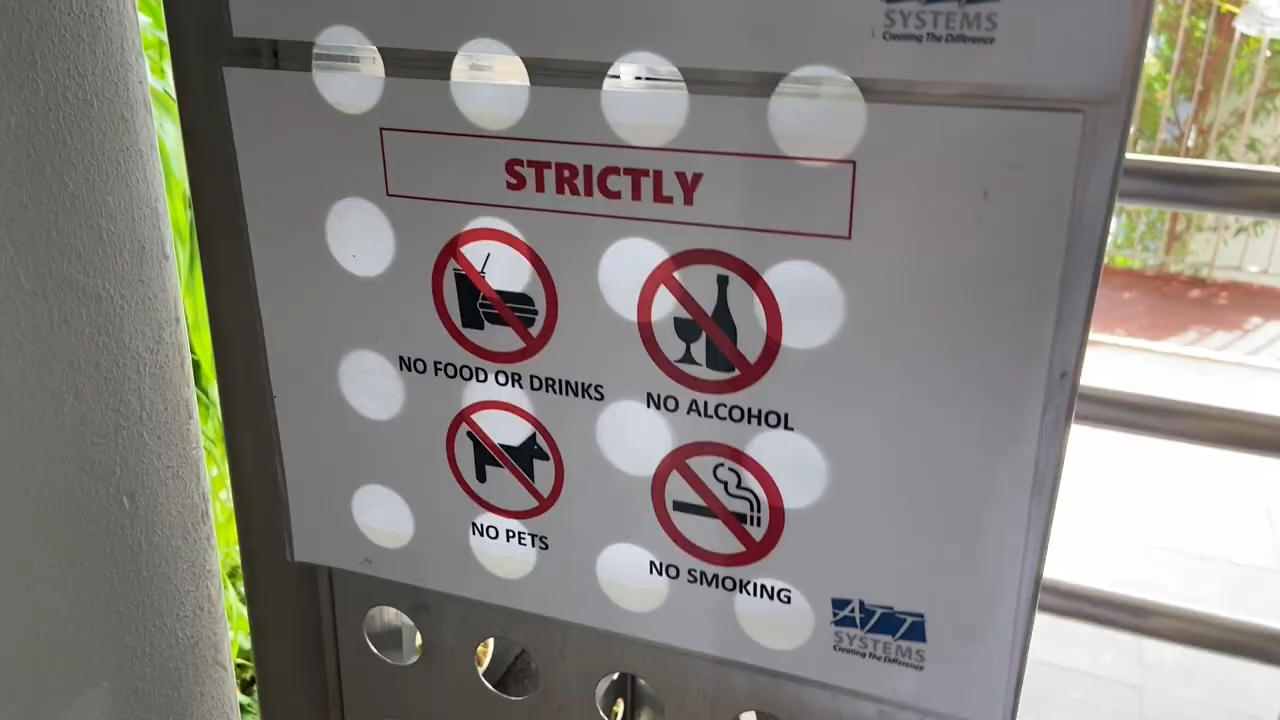 SYSTEMS
Creating The Difference
STRICTLY
NO FOOD OR DRINKS
NO ALCOHOL
NO PETS
NO SMOKING
ATT
SYSTEMS
Creating The Difference